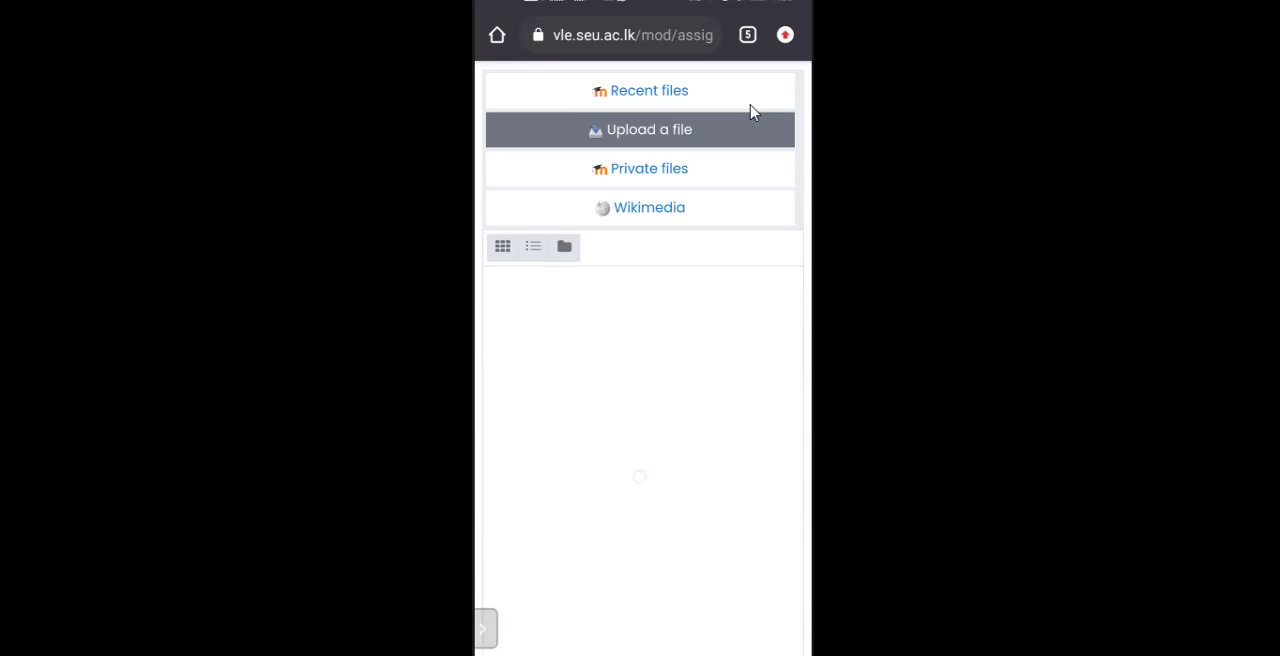 vle.seu.ac.lk/mod/assig
5
Recent files
Upload a file
Private files
Wikimedia